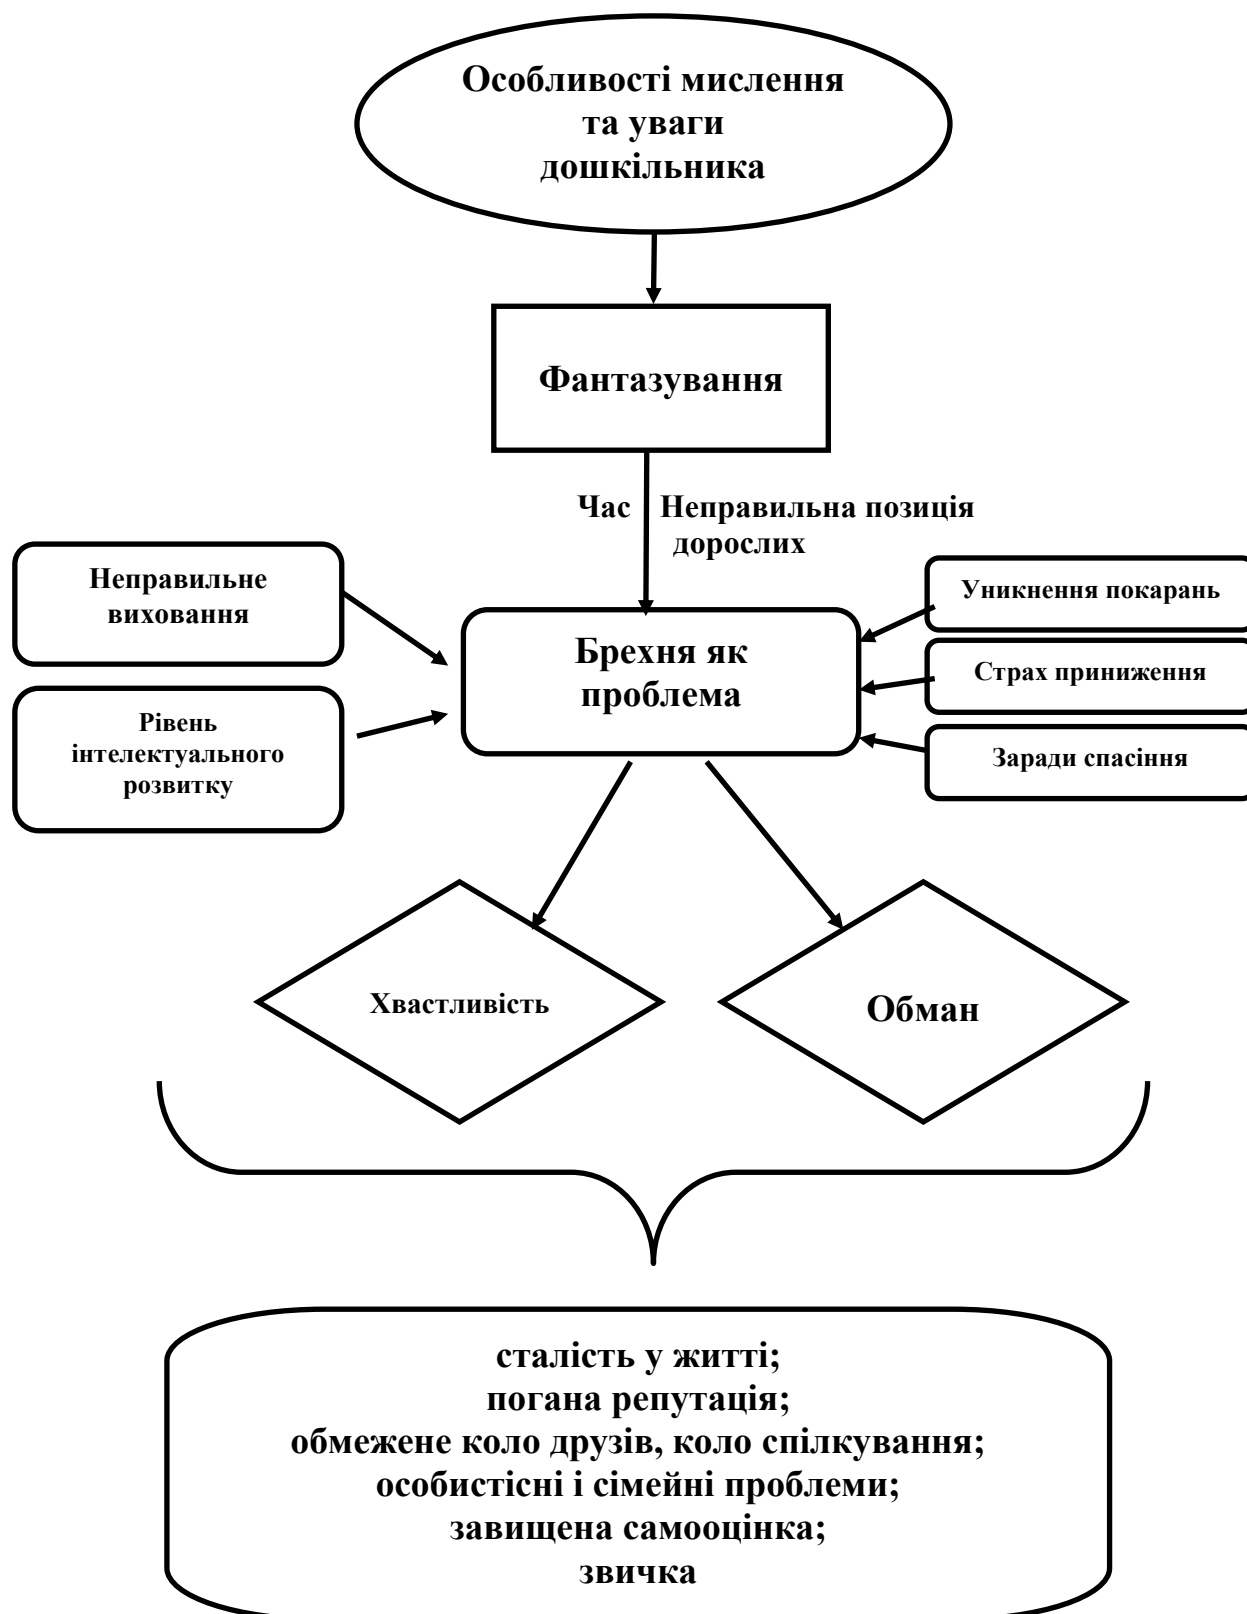 Особливості мислення
та уваги
дошкільника
Фантазування
Час Неправильна позиція
дорослих
Неправильне
виховання
Рівень
інтелектуального
розвитку
Брехня як
проблема
Уникнення покарань
Страх приниження
Заради спасіння
Хвастливість
Обман
сталість у житті;
погана репутація;
обмежене коло друзів, коло спілкування;
особистісні і сімейні проблеми;
завищена самооцінка;
звичка